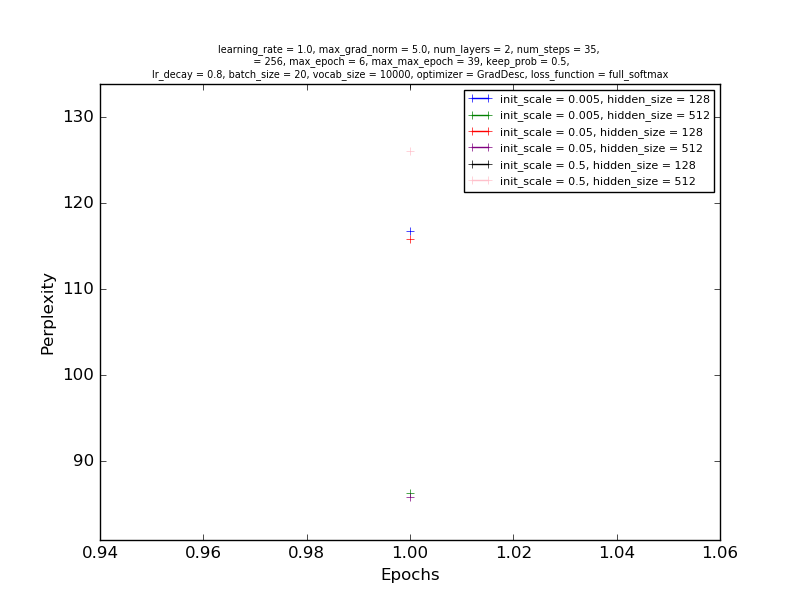 learning_rate = 1.0, max_grad_norm = 5.0, num_layers = 2, num_steps = 35,
= 256, max_epoch = 6, max_max_epoch = 39, keep_prob = 0.5,
lr_decay = 0.8, batch_size = 20, vocab_size = 10000, optimizer = GradDesc, loss_function = full_softmax
init_scale = 0.005, hidden_size = 128
init_scale = 0.005, hidden_size = 512
init_scale = 0.05, hidden_size = 128
init_scale = 0.05, hidden_size = 512
init_scale = 0.5, hidden_size = 128
init_scale = 0.5, hidden_size = 512
130
120
110
100
90
Perplexity
0.94 0.96 0.98 1.00 1.02 1.04 1.06
Epochs